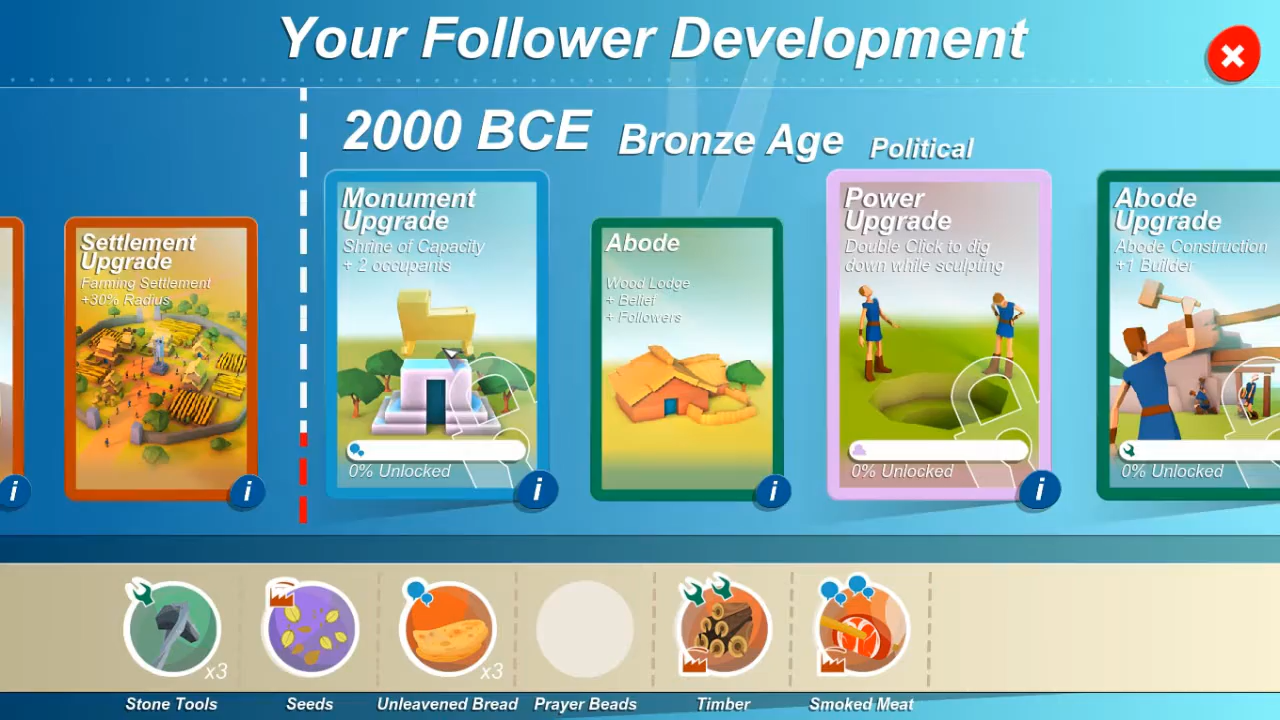 Your Follower Development
2000 BCE Bronze Age Political
Settlement
Upgrade
Farming Settlement
+30% Radius
i
i
Monument
Upgrade
Shrine of Capacity
+ 2 occupants
0% Unlocked
i
Abode
Wood Lodge
+ Belief
+ Followers
i
Power
Upgrade
Double Click to dig
down while sculpting
0% Unlocked
i
Abode
Upgrade
Abode Construction
+1 Builder
0% Unlocked
x3
x3
Stone Tools
Seeds
Unleavened Bread
Prayer Beads
Timber
Smoked Meat